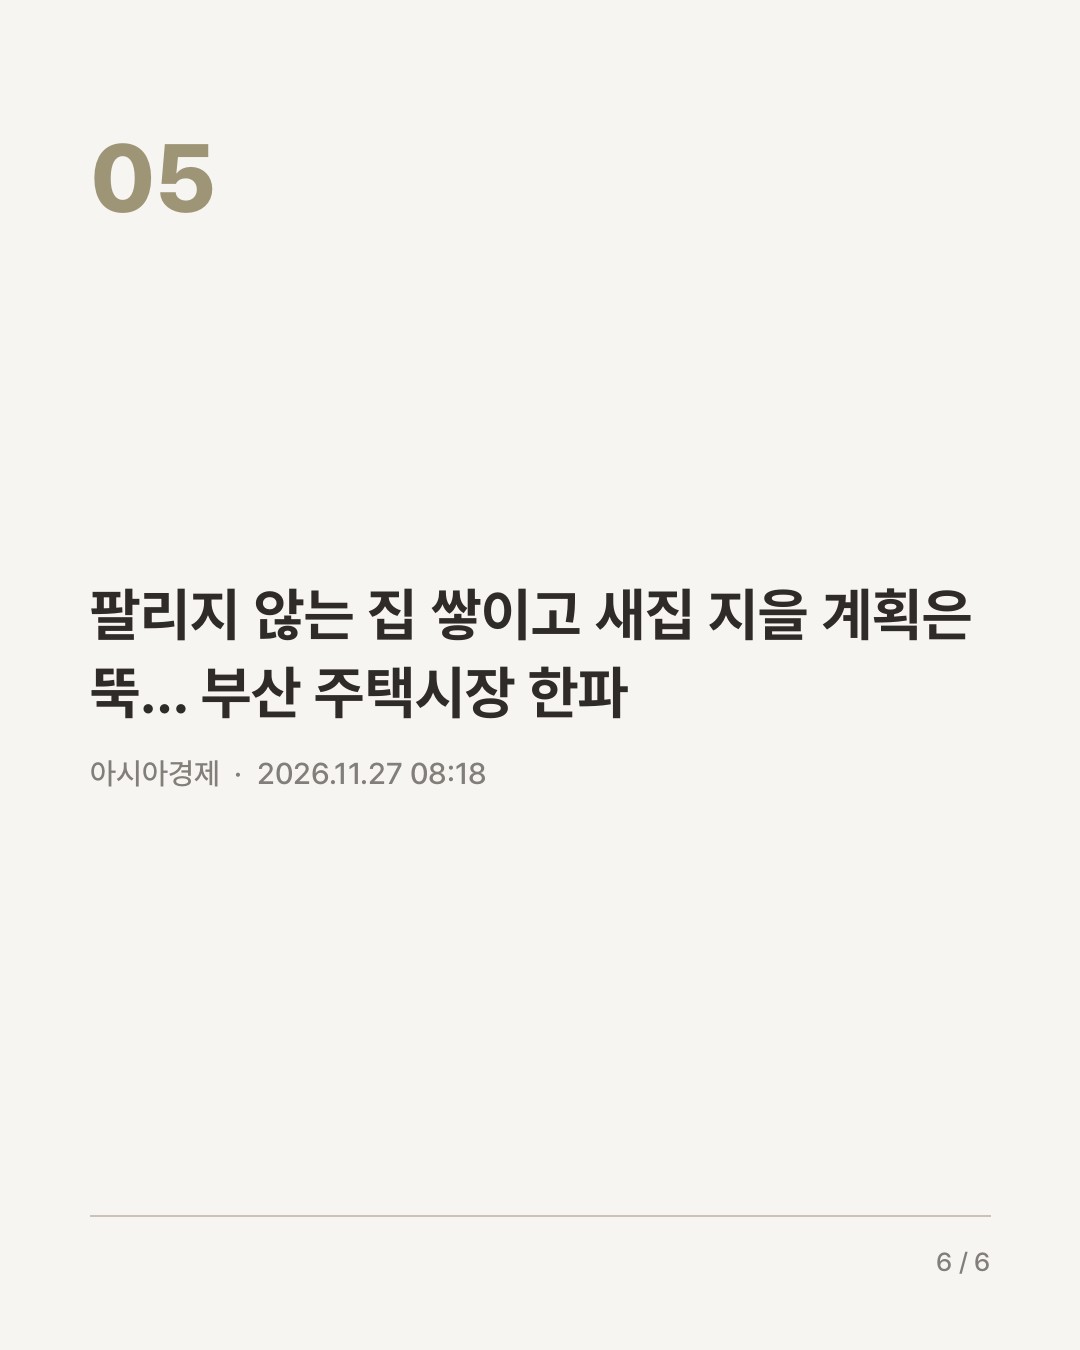 05
팔리지 않는 집 쌓이고 새집 지을 계획은
뚝... 부산 주택시장 한파
아시아경제 · 2026.11.27 08:18
6 / 6